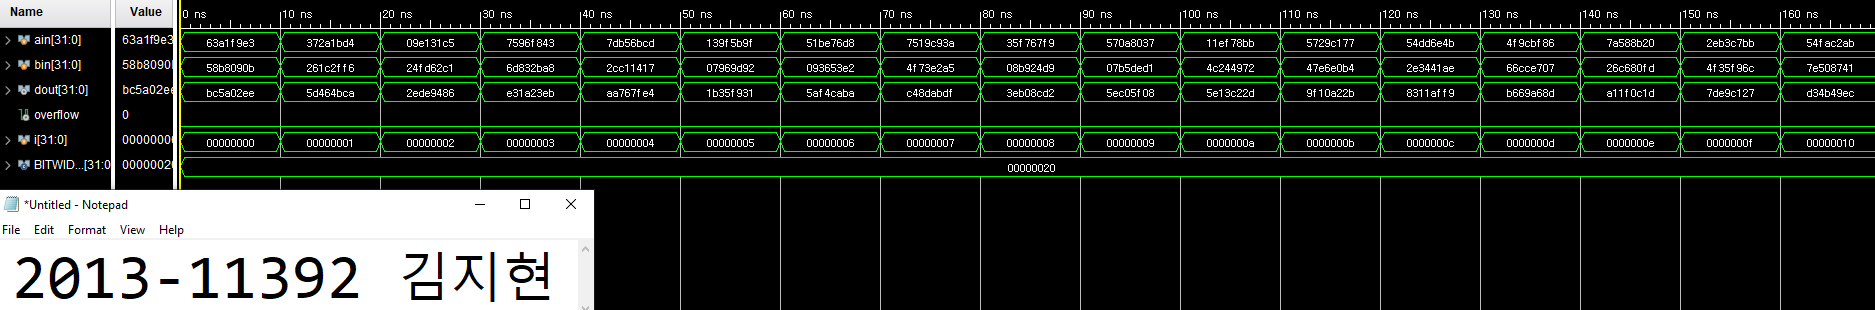 Name Value 0 ns 10 ns 20 ns 30 ns 40 ns 50 ns 60 ns 70 ns 80 ns 90 ns 100 ns 110 ns 120 ns 130 ns 140 ns 150 ns 160 ns
ain[31:0] 63a1f9e3 63a1f9e3 372a1bd4 09e131c5 7596f843 7db56bcd 139f5b9f 51be76d8 7519c93a 35f767f9 570a8037 11ef78bb 5729c177 54dd6e4b 4f9cbf86 7a588b20 2eb3c7bb 54fac2ab
bin[31:0] 58b8090b 58b8090b 261c2ff6 24fd62c1 6d832ba8 2cc11417 07969d92 093653e2 4f73e2a5 08b924d9 07b5ded1 4c244972 47e6e0b4 2e3441ae 66cce707 26c680fd 4f35f96c 7e508741
dout[31:0] bc5a02ee bc5a02ee 5d464bca 2ede9486 e31a23eb aa767fe4 1b35f931 5af4caba c48dabdf 3eb08cd2 5ec05f08 5e13c22d 9f10a22b 8311aff9 b669a68d a11f0c1d 7de9c127 d34b49ec
overflow 0
i[31:0] 00000000 00000000 00000001 00000002 00000003 00000004 00000005 00000006 00000007 00000008 00000009 0000000a 0000000b 0000000c 0000000d 0000000e 0000000f 00000010
BITWID...[31:0 00000020 00000020
*Untitled - Notepad
File Edit Format View Help
2013-11392 김지현